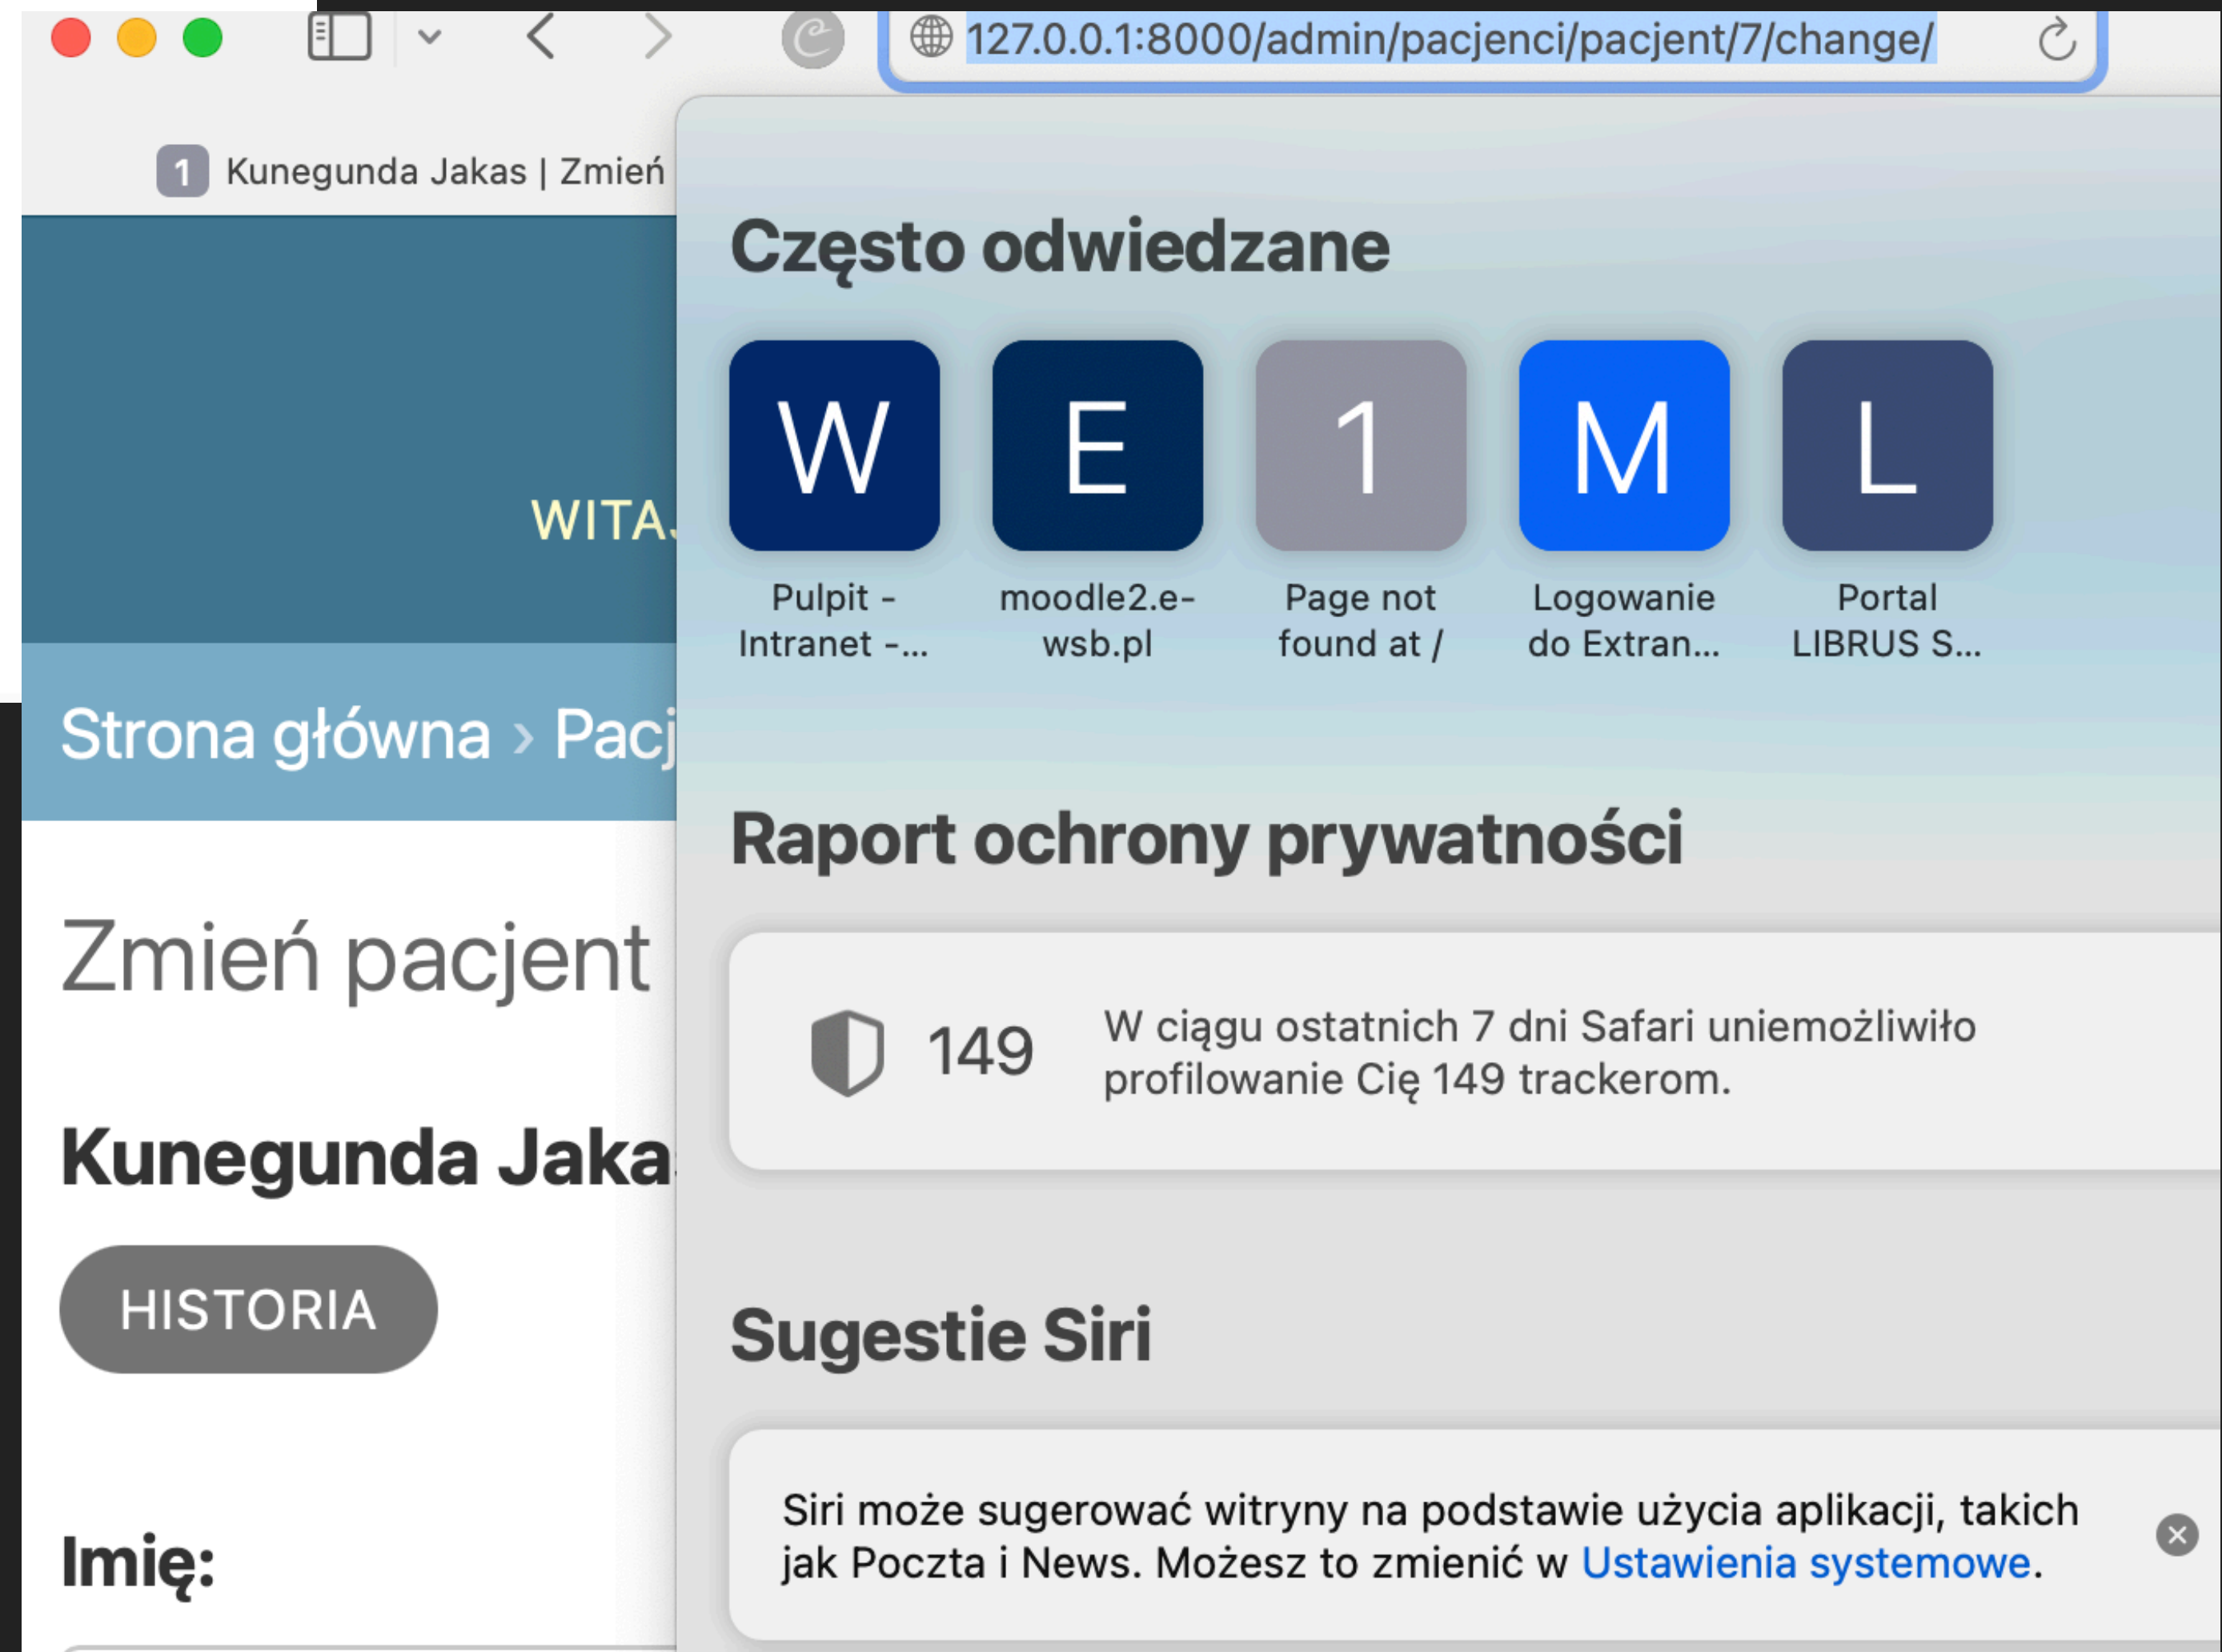 127.0.0.1:8000/admin/pacjenci/pacjent/7/change/
1 Kunegunda Jakas | Zmień
WITAJ
Strona główna › Pacj
Zmień pacjent
Kunegunda Jakas
HISTORIA
Imię:
Często odwiedzane
W E 1 M L
Pulpit -
Intranet -...
moodle2.e-
wsb.pl
Page not
found at /
Logowanie
do Extran...
Portal
LIBRUS S...
Raport ochrony prywatności
149
W ciągu ostatnich 7 dni Safari uniemożliwiło
profilowanie Cię 149 trackerom.
Sugestie Siri
Siri może sugerować witryny na podstawie użycia aplikacji, takich
jak Poczta i News. Możesz to zmienić w Ustawienia systemowe.